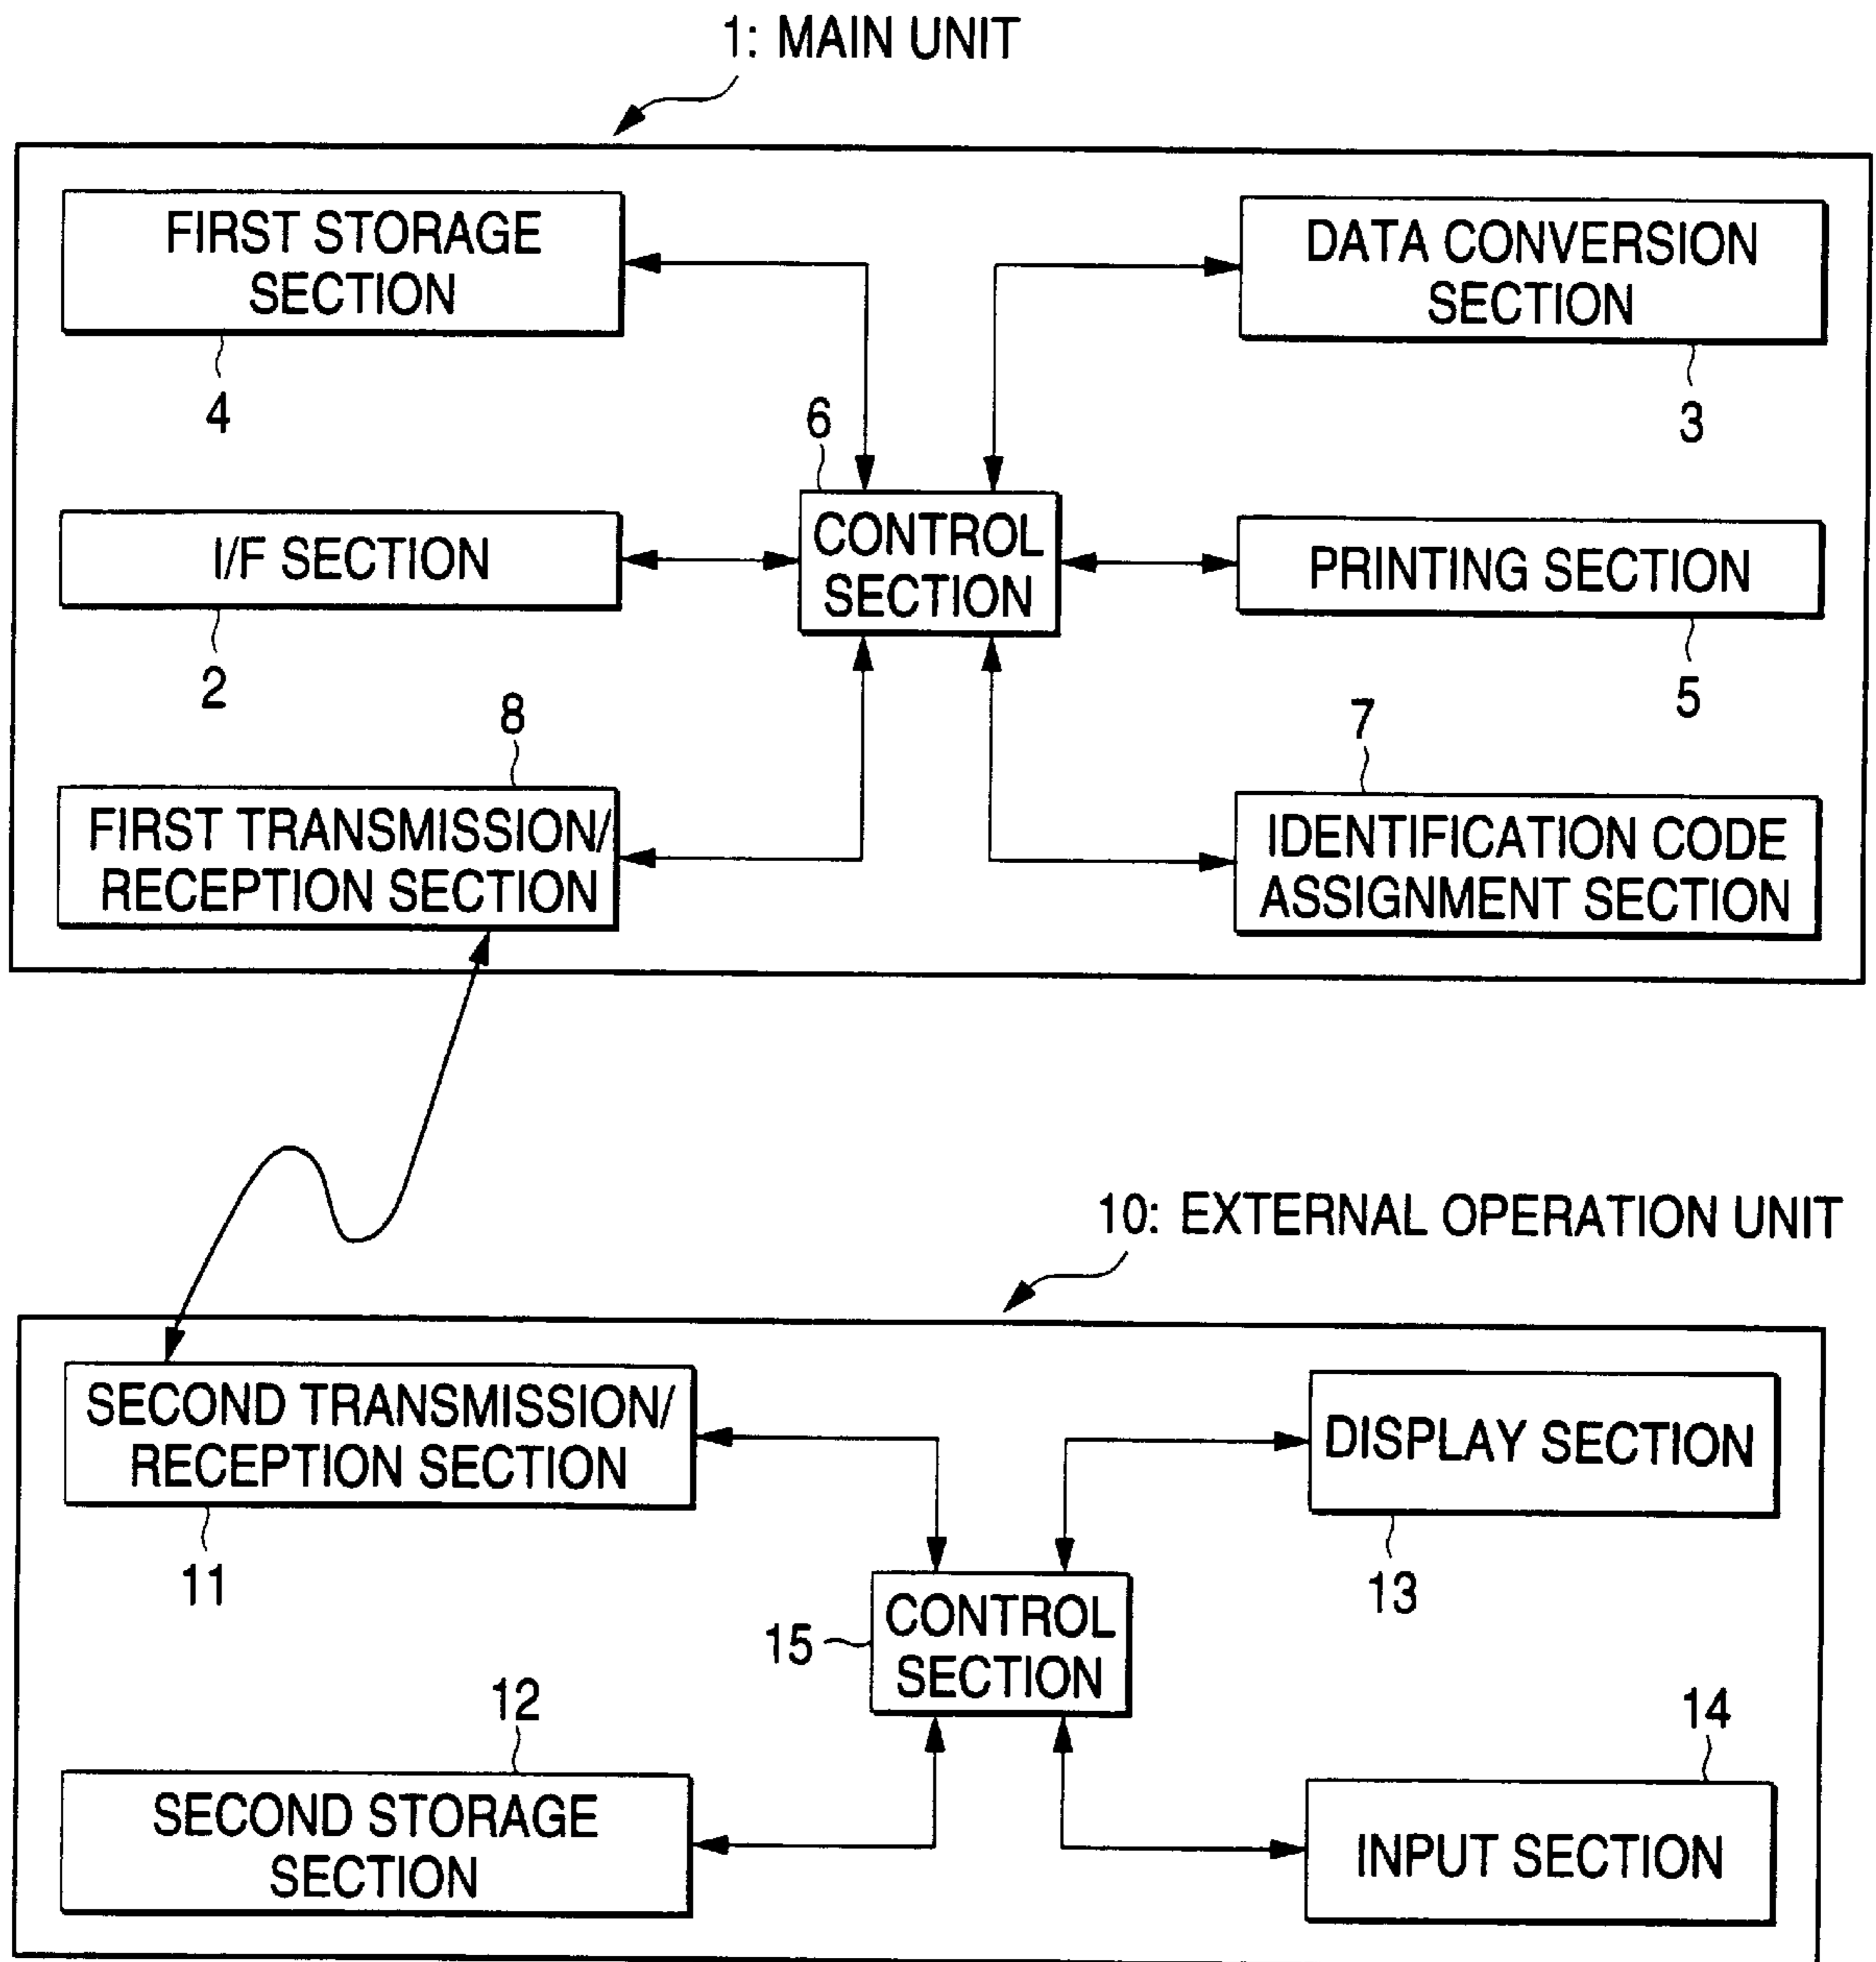 1: MAIN UNIT
FIRST STORAGE
SECTION
4
DATA CONVERSION
SECTION
3
6
CONTROL
SECTION
I/F SECTION
2
PRINTING SECTION
5
8
FIRST TRANSMISSION/
RECEPTION SECTION
7
IDENTIFICATION CODE
ASSIGNMENT SECTION
10: EXTERNAL OPERATION UNIT
SECOND TRANSMISSION/
RECEPTION SECTION
11
DISPLAY SECTION
13
15
CONTROL
SECTION
12
SECOND STORAGE
SECTION
14
INPUT SECTION